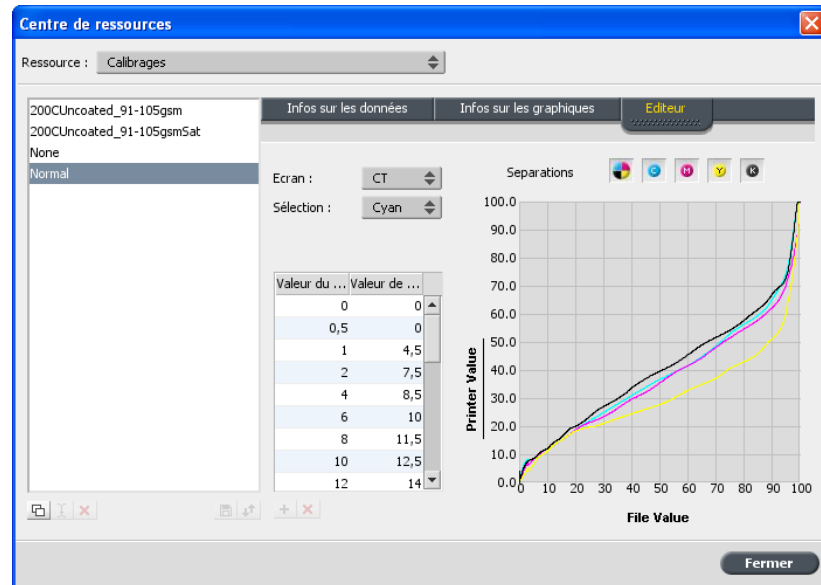 Centre de ressources
Ressource : Calibrages
200CUncoated_91-105gsm
200CUncoated_91-105gsmSat
None
Normal
Infos sur les données Infos sur les graphiques Editeur
Ecran : CT
Sélection : Cyan
Valeur du ... Valeur de ...
0 0
0,5 0
1 4,5
2 7,5
4 8,5
6 10
8 11,5
10 12,5
12 14
Separations C M Y K
100.0
90.0
80.0
70.0
60.0
50.0
40.0
30.0
20.0
10.0
0.0
Printer Value
0 10 20 30 40 50 60 70 80 90 100
File Value
Fermer